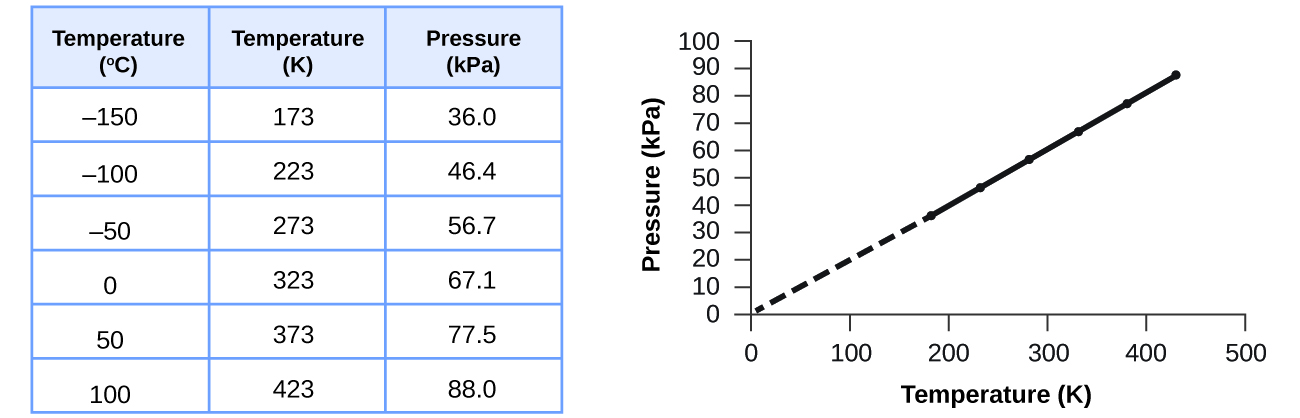 Temperature (ºC) Temperature (K) Pressure (kPa)
–150 173 36.0
–100 223 46.4
–50 273 56.7
0 323 67.1
50 373 77.5
100 423 88.0
Pressure (kPa)
100
90
80
70
60
50
40
30
20
10
0
0 100 200 300 400 500
Temperature (K)